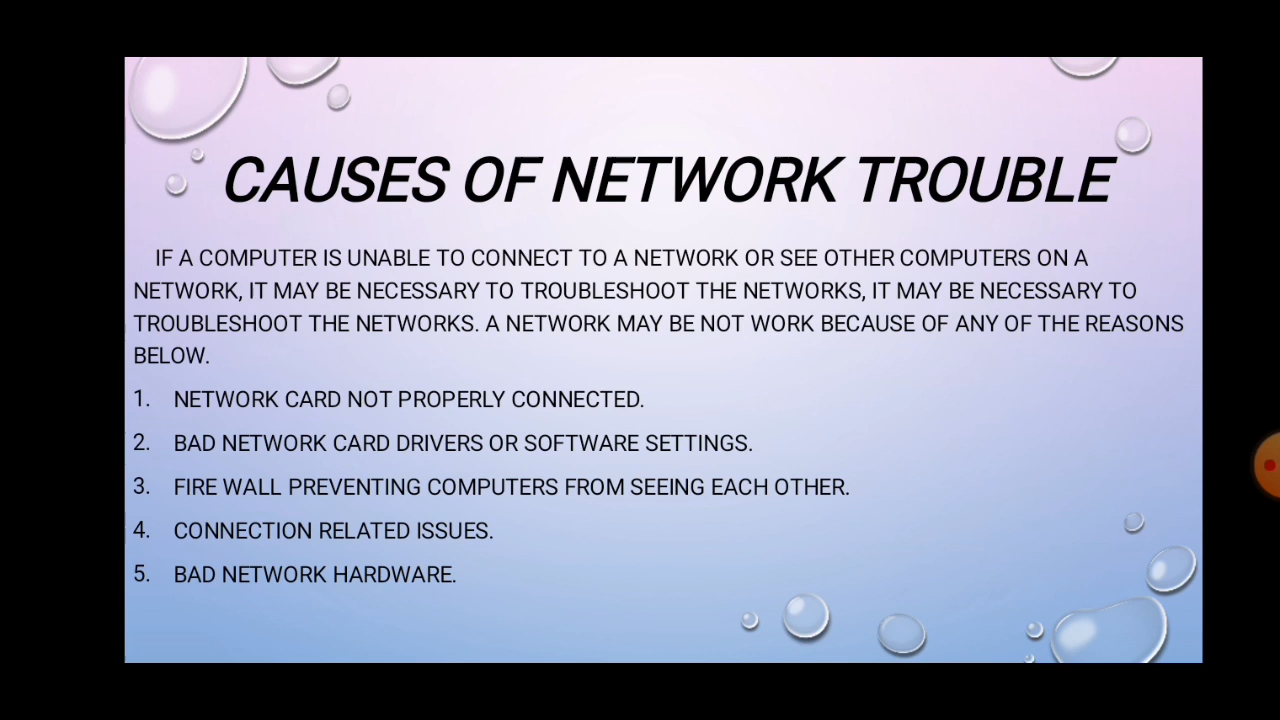 CAUSES OF NETWORK TROUBLE
IF A COMPUTER IS UNABLE TO CONNECT TO A NETWORK OR SEE OTHER COMPUTERS ON A
NETWORK, IT MAY BE NECESSARY TO TROUBLESHOOT THE NETWORKS, IT MAY BE NECESSARY TO
TROUBLESHOOT THE NETWORKS. A NETWORK MAY BE NOT WORK BECAUSE OF ANY OF THE REASONS
BELOW.
1. NETWORK CARD NOT PROPERLY CONNECTED.
2. BAD NETWORK CARD DRIVERS OR SOFTWARE SETTINGS.
3. FIRE WALL PREVENTING COMPUTERS FROM SEEING EACH OTHER.
4. CONNECTION RELATED ISSUES.
5. BAD NETWORK HARDWARE.